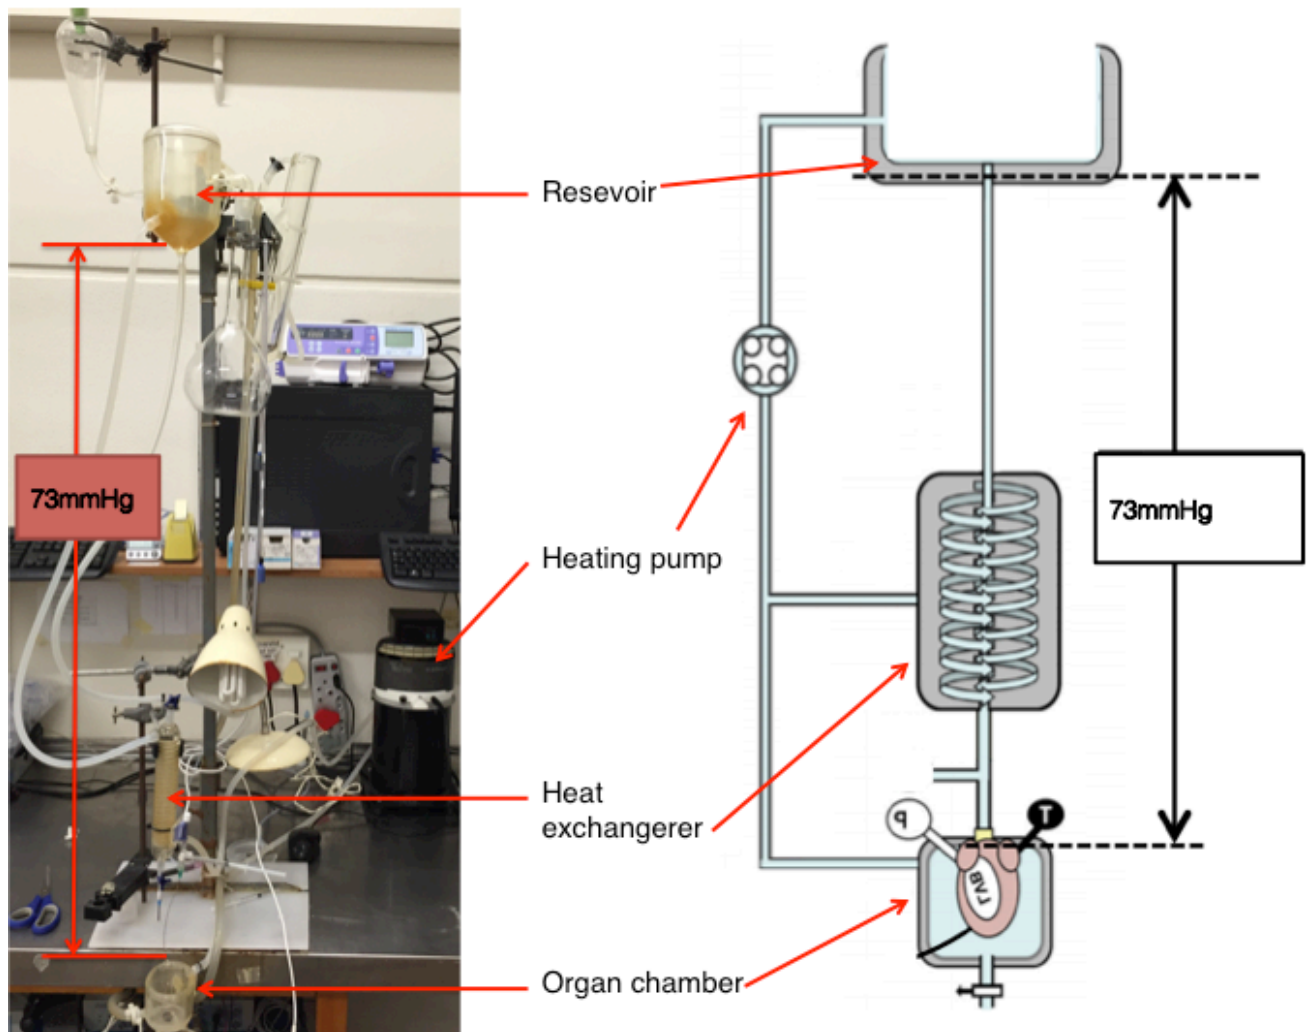 Resevoir
73mmHg
73mmHg
Heating pump
Heat
exchangerer
P
T
LVB
Organ chamber